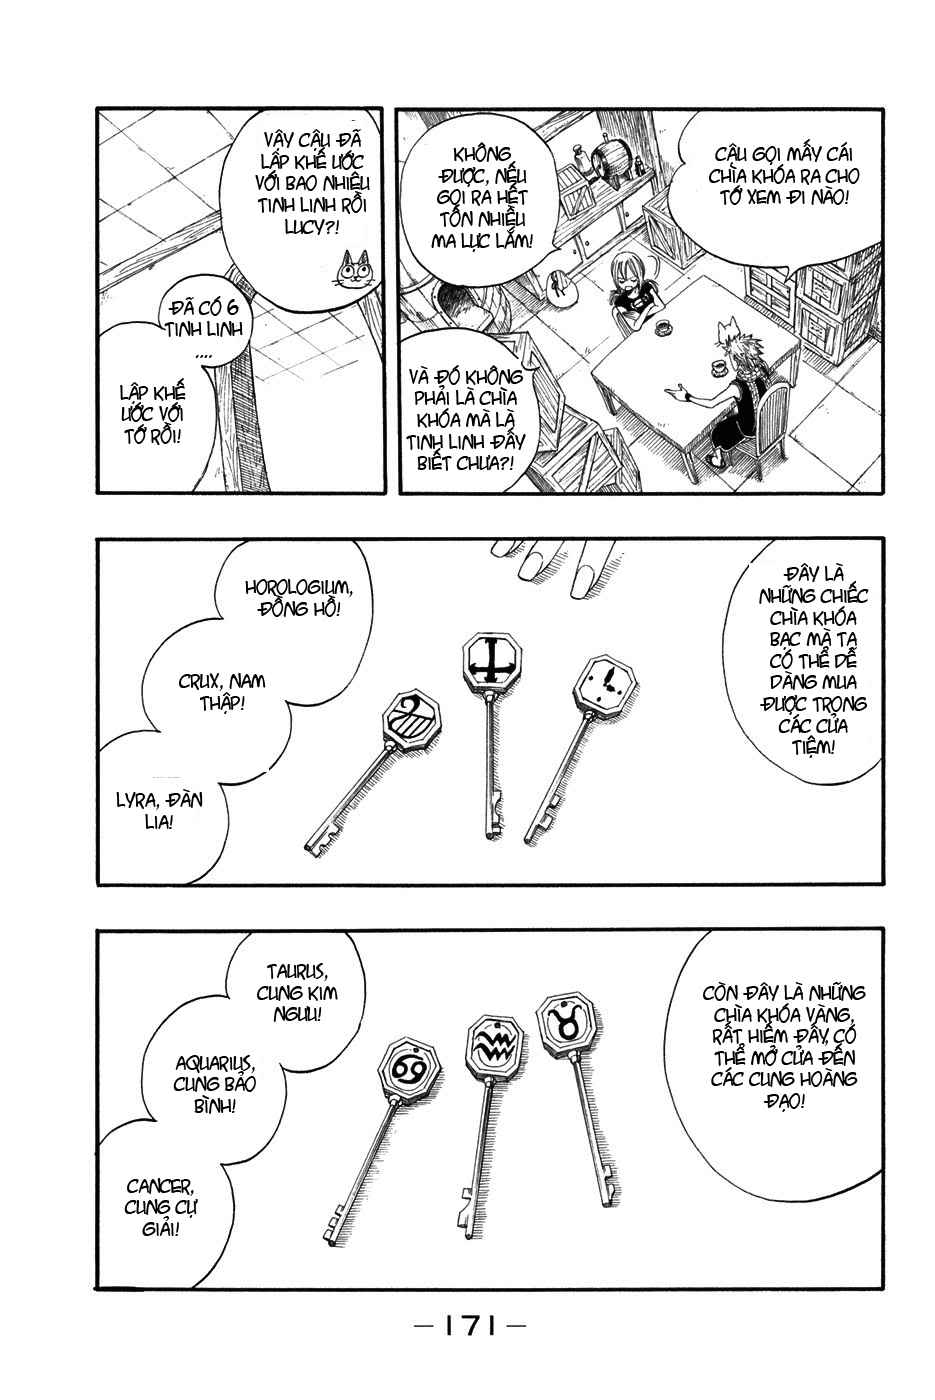 CÂU GỌI MẤY CÁI
CHÌA KHÓA RA CHO
TỚ XEM ĐI NÀO!
KHÔNG
ĐƯỢC, NẾU
GỌI RA HẾT
TỐN NHIỀU
MA LỰC LẮM!
VÀ ĐÓ KHÔNG
PHẢI LÀ CHÌA
KHÓA MÀ LÀ
TINH LINH ĐẤY
BIẾT CHƯA?!
VẬY CẬU ĐÃ
LẬP KHẾ ƯỚC
VỚI BAO NHIÊU
TINH LINH RỒI
LUCY?!
ĐÃ CÓ 6
TINH LINH
....
LẬP KHẾ
ƯỚC VỚI
TỚ RỒI!
ĐÂY LÀ
NHỮNG CHIẾC
CHÌA KHÓA
BẠC MÀ TA
CÓ THỂ DỄ
DÀNG MUA
ĐƯỢC TRONG
CÁC CỬA
TIỆM!
HOROLOGIUM,
ĐỒNG HỒ!
CRUX, NAM
THẬP!
LYRA, ĐÀN
LIA!
CÒN ĐÂY LÀ NHỮNG
CHÌA KHÓA VÀNG,
RẤT HIẾM ĐẤY, CÓ
THỂ MỞ CỬA ĐẾN
CÁC CUNG HOÀNG
ĐẠO!
TAURUS,
CUNG KIM
NGƯU!
AQUARIUS,
CUNG BẢO
BÌNH!
CANCER,
CUNG CỰ
GIẢI!
— 171 —